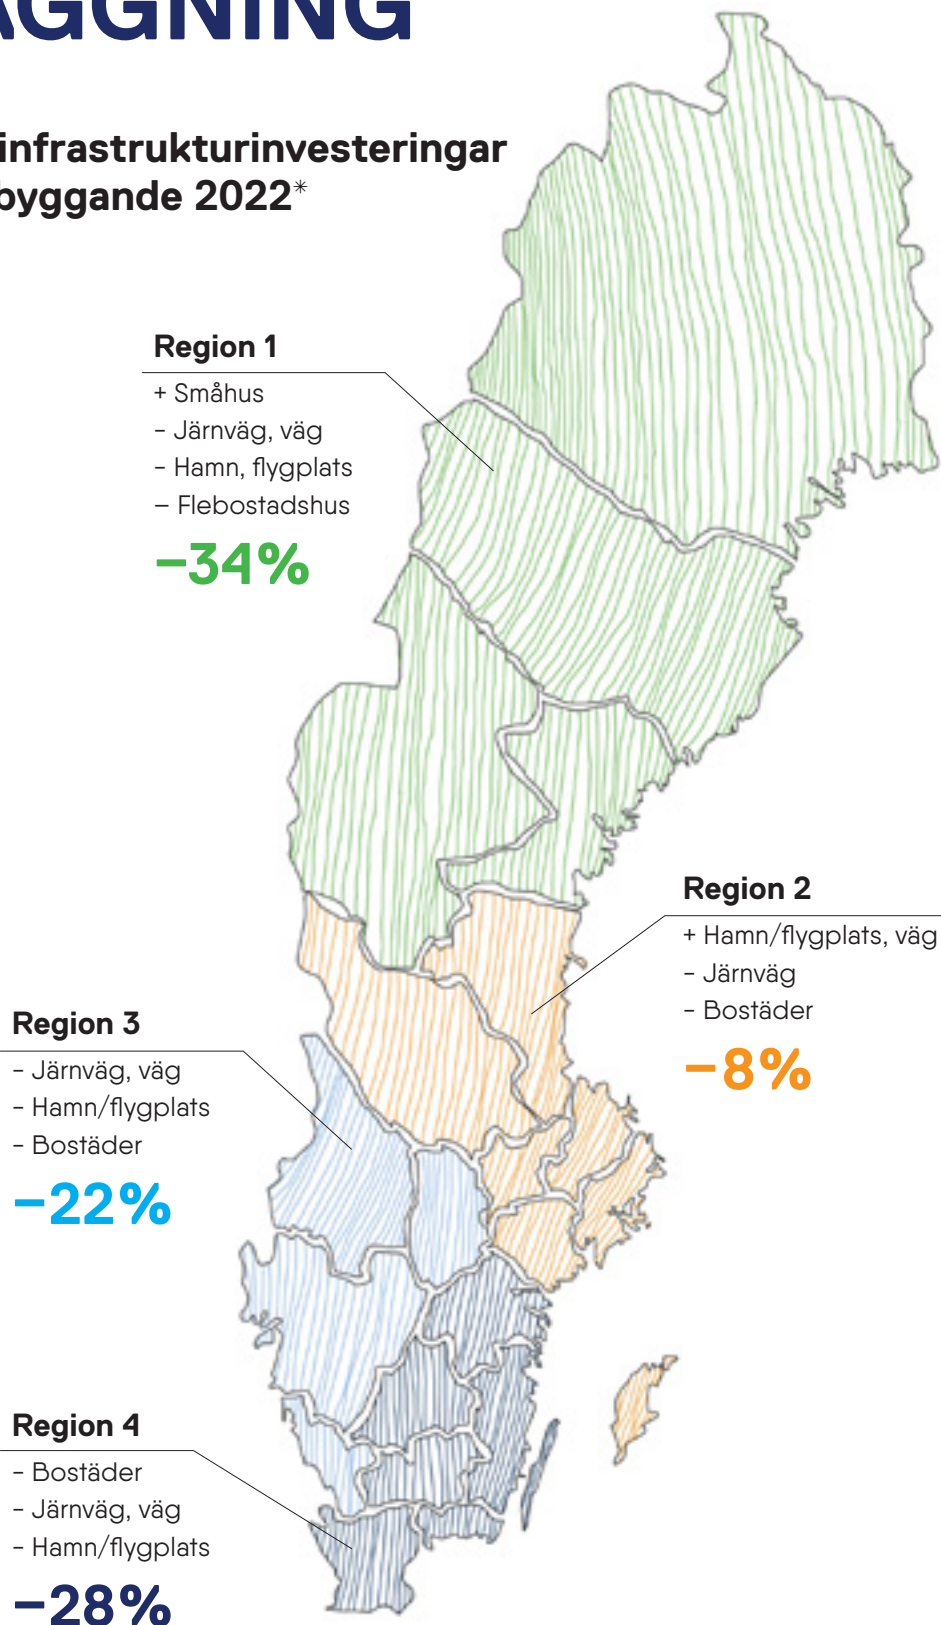 ÄGGNING
infrastrukturinvesteringar
byggande 2022*
Region 1
+ Småhus
- Järnväg, väg
- Hamn, flygplats
– Flebostadshus
–34%
Region 2
+ Hamn/flygplats, väg
- Järnväg
- Bostäder
–8%
Region 3
- Järnväg, väg
- Hamn/flygplats
- Bostäder
–22%
Region 4
- Bostäder
- Järnväg, väg
- Hamn/flygplats
–28%